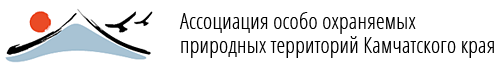 Ассоциация особо охраняемых
природных территорий Камчатского края